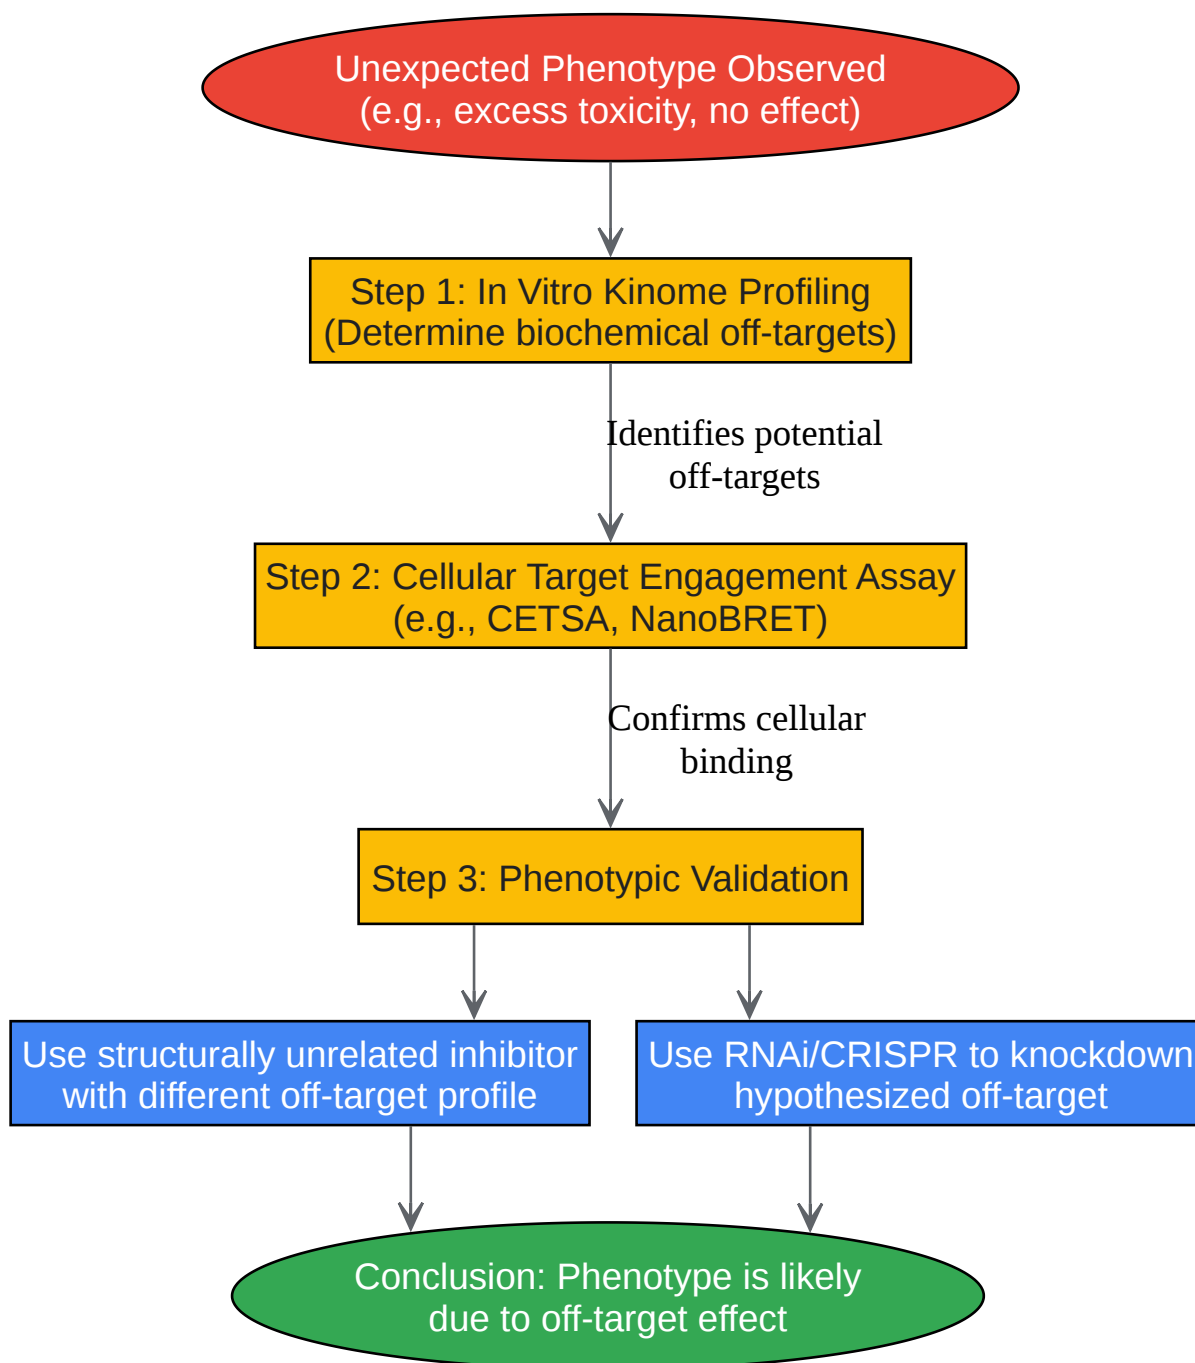 Unexpected Phenotype Observed
(e.g., excess toxicity, no effect)
Step 1: In Vitro Kinome Profiling
(Determine biochemical off-targets)
Identifies potential
off-targets
Step 2: Cellular Target Engagement Assay
(e.g., CETSA, NanoBRET)
Confirms cellular
binding
Step 3: Phenotypic Validation
Use structurally unrelated inhibitor
with different off-target profile
Use RNAi/CRISPR to knockdown
hypothesized off-target
Conclusion: Phenotype is likely
due to off-target effect